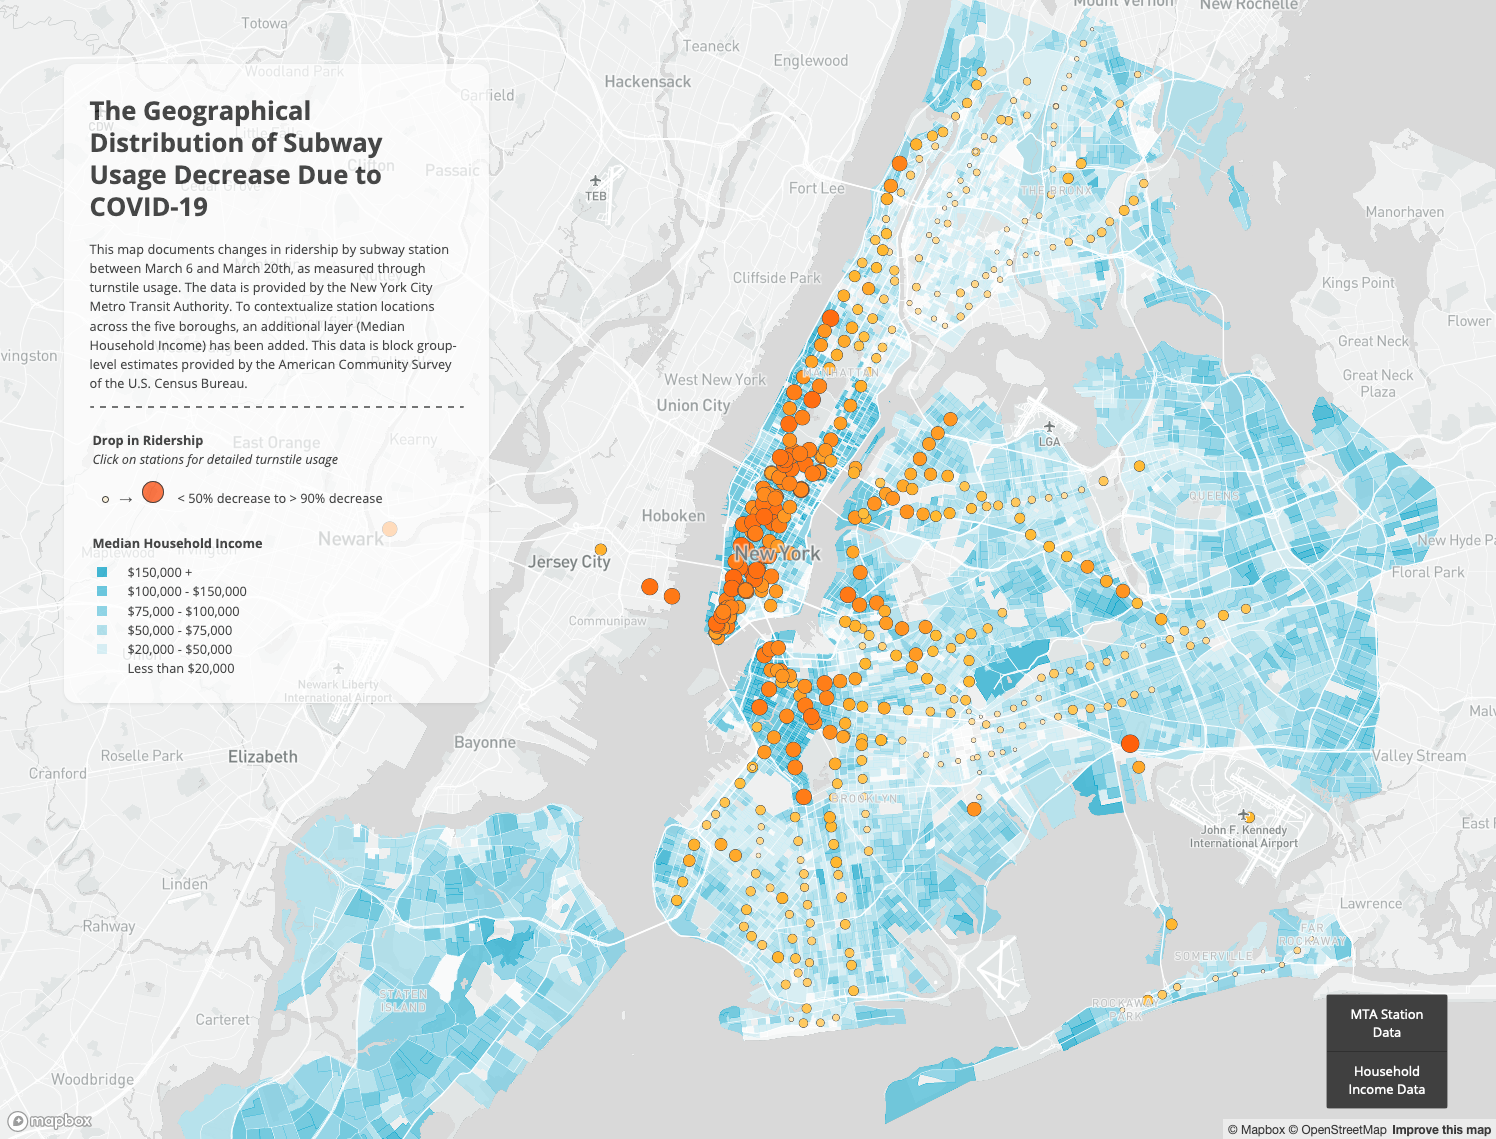 The Geographical
Distribution of Subway
Usage Decrease Due to
COVID-19
This map documents changes in ridership by subway station
between March 6 and March 20th, as measured through
turnstile usage. The data is provided by the New York City
Metro Transit Authority. To contextualize station locations
across the five boroughs, an additional layer (Median
Household Income) has been added. This data is block group-
level estimates provided by the American Community Survey
of the U.S. Census Bureau.
Drop in Ridership
Click on stations for detailed turnstile usage
→ < 50% decrease to > 90% decrease
Median Household Income
$150,000 +
$100,000 - $150,000
$75,000 - $100,000
$50,000 - $75,000
$20,000 - $50,000
Less than $20,000
Totowa
Woodland Park
Garfield
Clifton
Passaic
Cedar Grove
CDW
East Orange
Kearny
Newark
Maplewood
Irvington
vingston
Newark Liberty
International Airport
Teaneck
Hackensack
Englewood
TEB
Fort Lee
Cliffside Park
West New York
Union City
Hoboken
Jersey City
Communipaw
Bayonne
Elizabeth
Roselle Park
Cranford
Linden
Rahway
Carteret
Woodbridge
STATEN
ISLAND
Mount Vernon
New Rochelle
THE BRONX
MANHATTAN
New York
LGA
QUEENS
BROOKLYN
Manorhaven
Kings Point
Flower
Great Neck
Great Neck
Plaza
New Hyde Pa
Floral Park
Malv
Valley Stream
East R
John F. Kennedy
International Airport
Lawrence
FAR
ROCKAWAY
SOMERVILLE
ROCKAWAY
PARK
MTA Station
Data
Household
Income Data
mapbox
© Mapbox © OpenStreetMap Improve this map